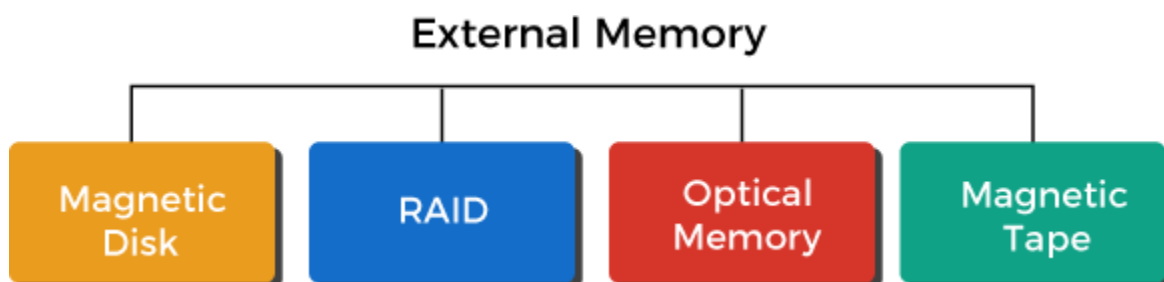 External Memory
Magnetic
Disk
RAID
Optical
Memory
Magnetic
Tape